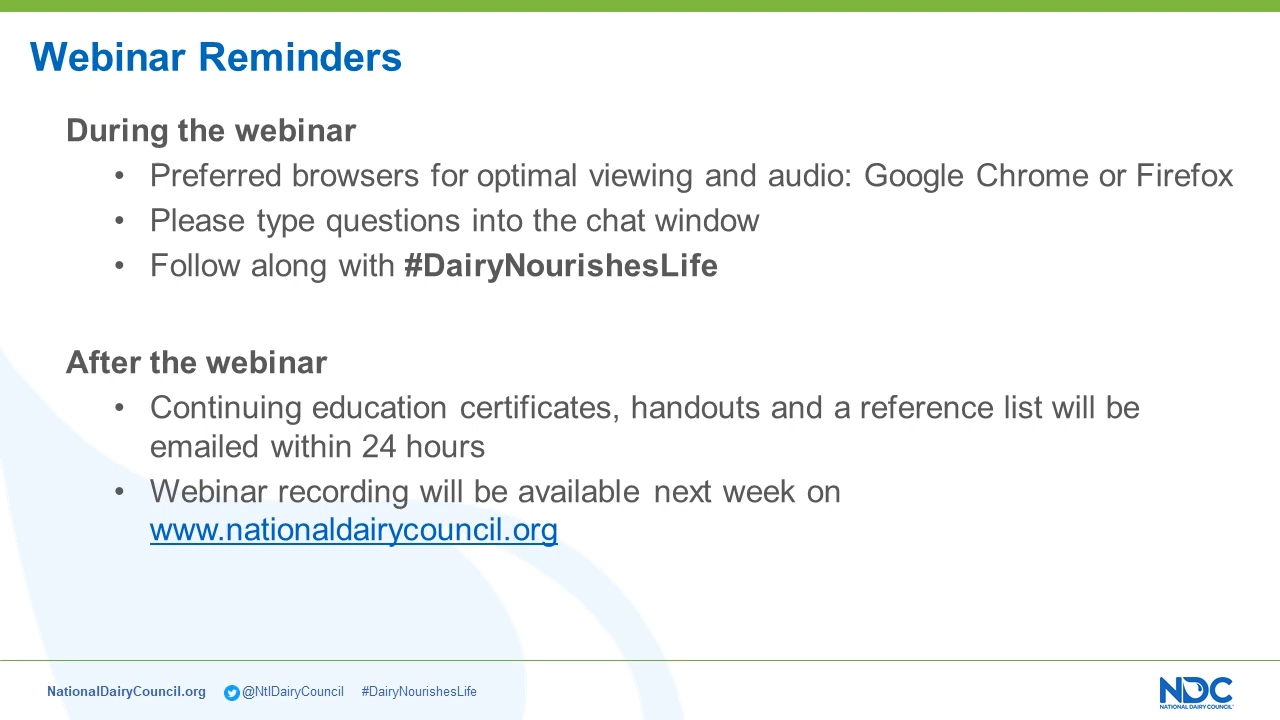 Webinar Reminders
During the webinar
• Preferred browsers for optimal viewing and audio: Google Chrome or Firefox
• Please type questions into the chat window
• Follow along with #DairyNourishesLife
After the webinar
• Continuing education certificates, handouts and a reference list will be
emailed within 24 hours
• Webinar recording will be available next week on
www.nationaldairycouncil.org
NationalDairyCouncil.org @NtlDairyCouncil #DairyNourishesLife
NDC
NATIONAL DAIRY COUNCIL